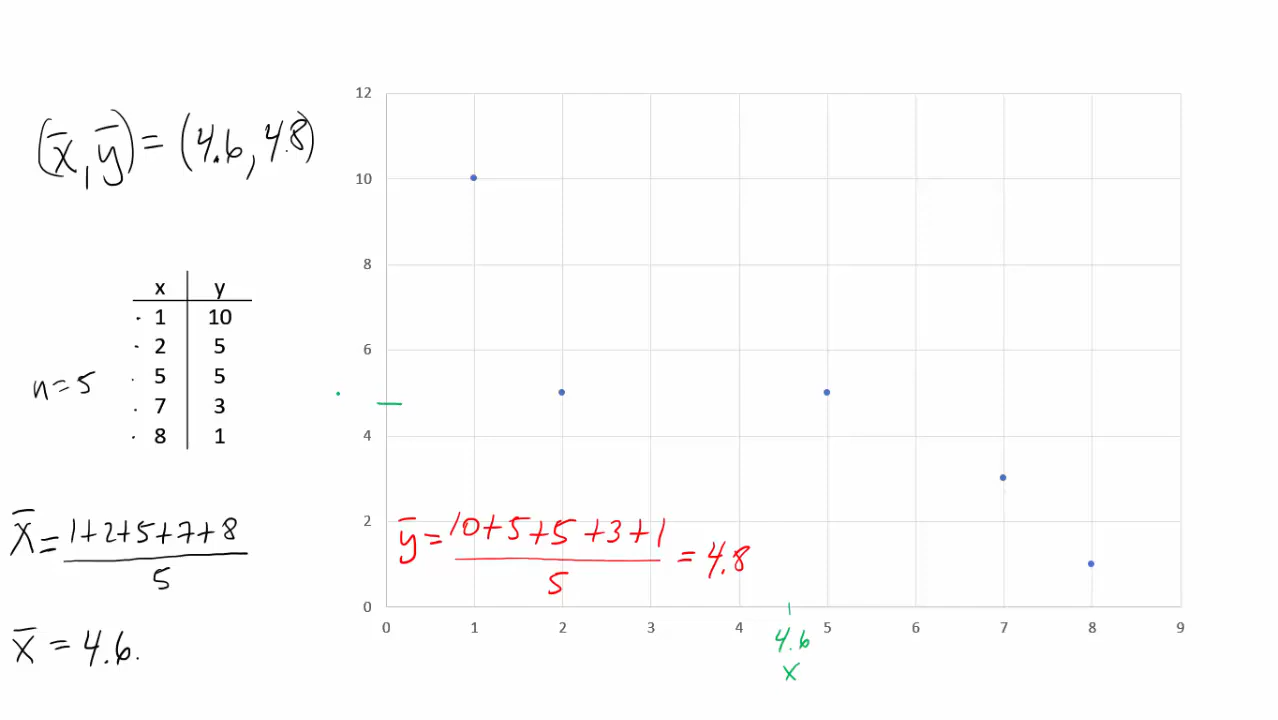 (x̄,ȳ) = (4.6, 4.8)
x y
1 10
2 5
5 5
7 3
8 1
n=5
x̄ = 1+2+5+7+8
5
x̄ = 4.6.
12
10
8
6
4
2
0
ȳ = 10+5+5+3+1
5
= 4.8
0 1 2 3 4 5 6 7 8 9
4.6
x